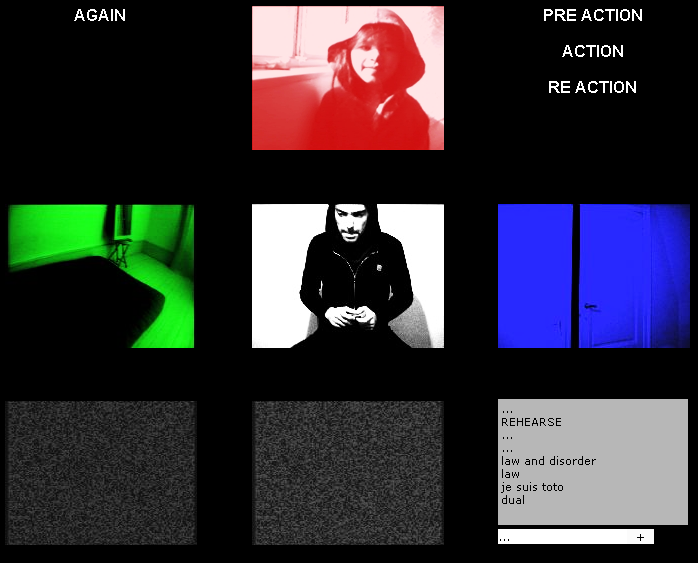 AGAIN
PRE ACTION
ACTION
RE ACTION
...
REHEARSE
...
...
law and disorder
law
je suis toto
dual
... +